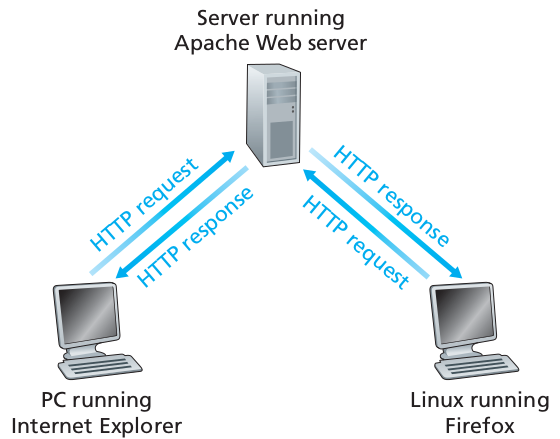 Server running
Apache Web server
HTTP request
HTTP response
HTTP response
HTTP request
PC running
Internet Explorer
Linux running
Firefox